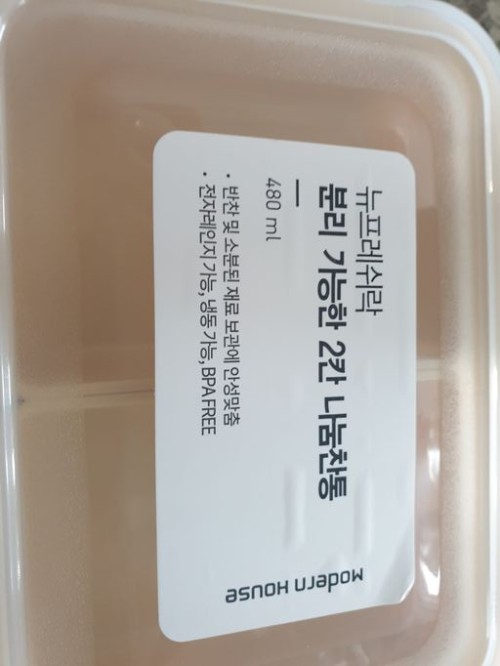 뉴프레쉬락
분리 가능한 2칸 나눔찬통
480 ml
• 반찬 및 소분된 재료 보관에 안성맞춤
• 전자레인지 가능, 냉동 가능, BPA FREE
MODERN HOUSE